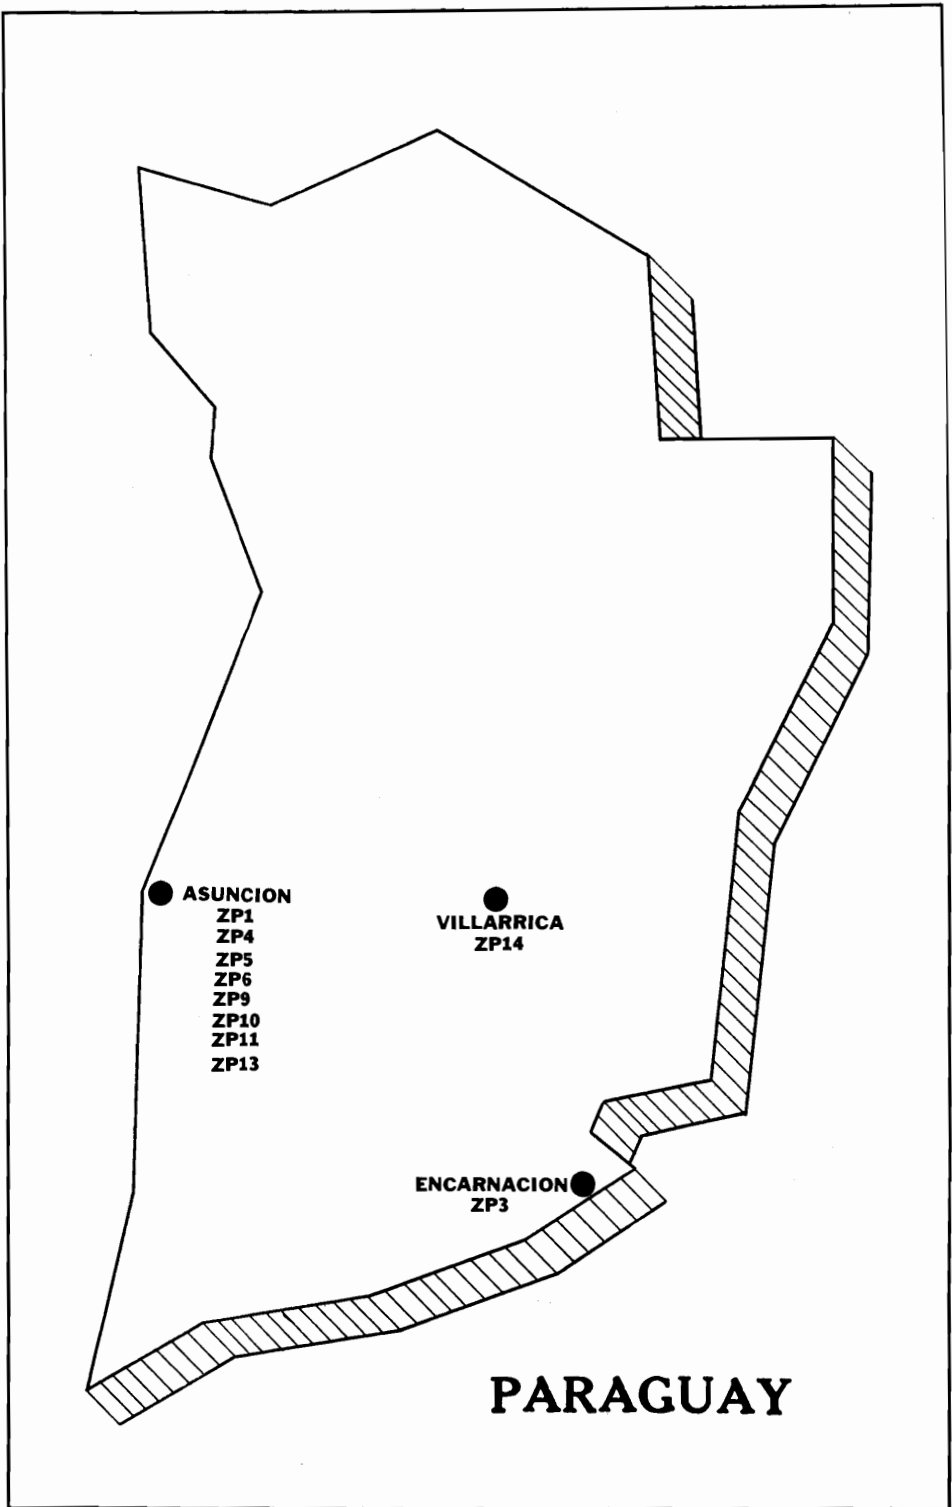 ASUNCION
ZP1
ZP4
ZP5
ZP6
ZP9
ZP10
ZP11
ZP13
VILLARRICA
ZP14
ENCARNACION
ZP3
PARAGUAY